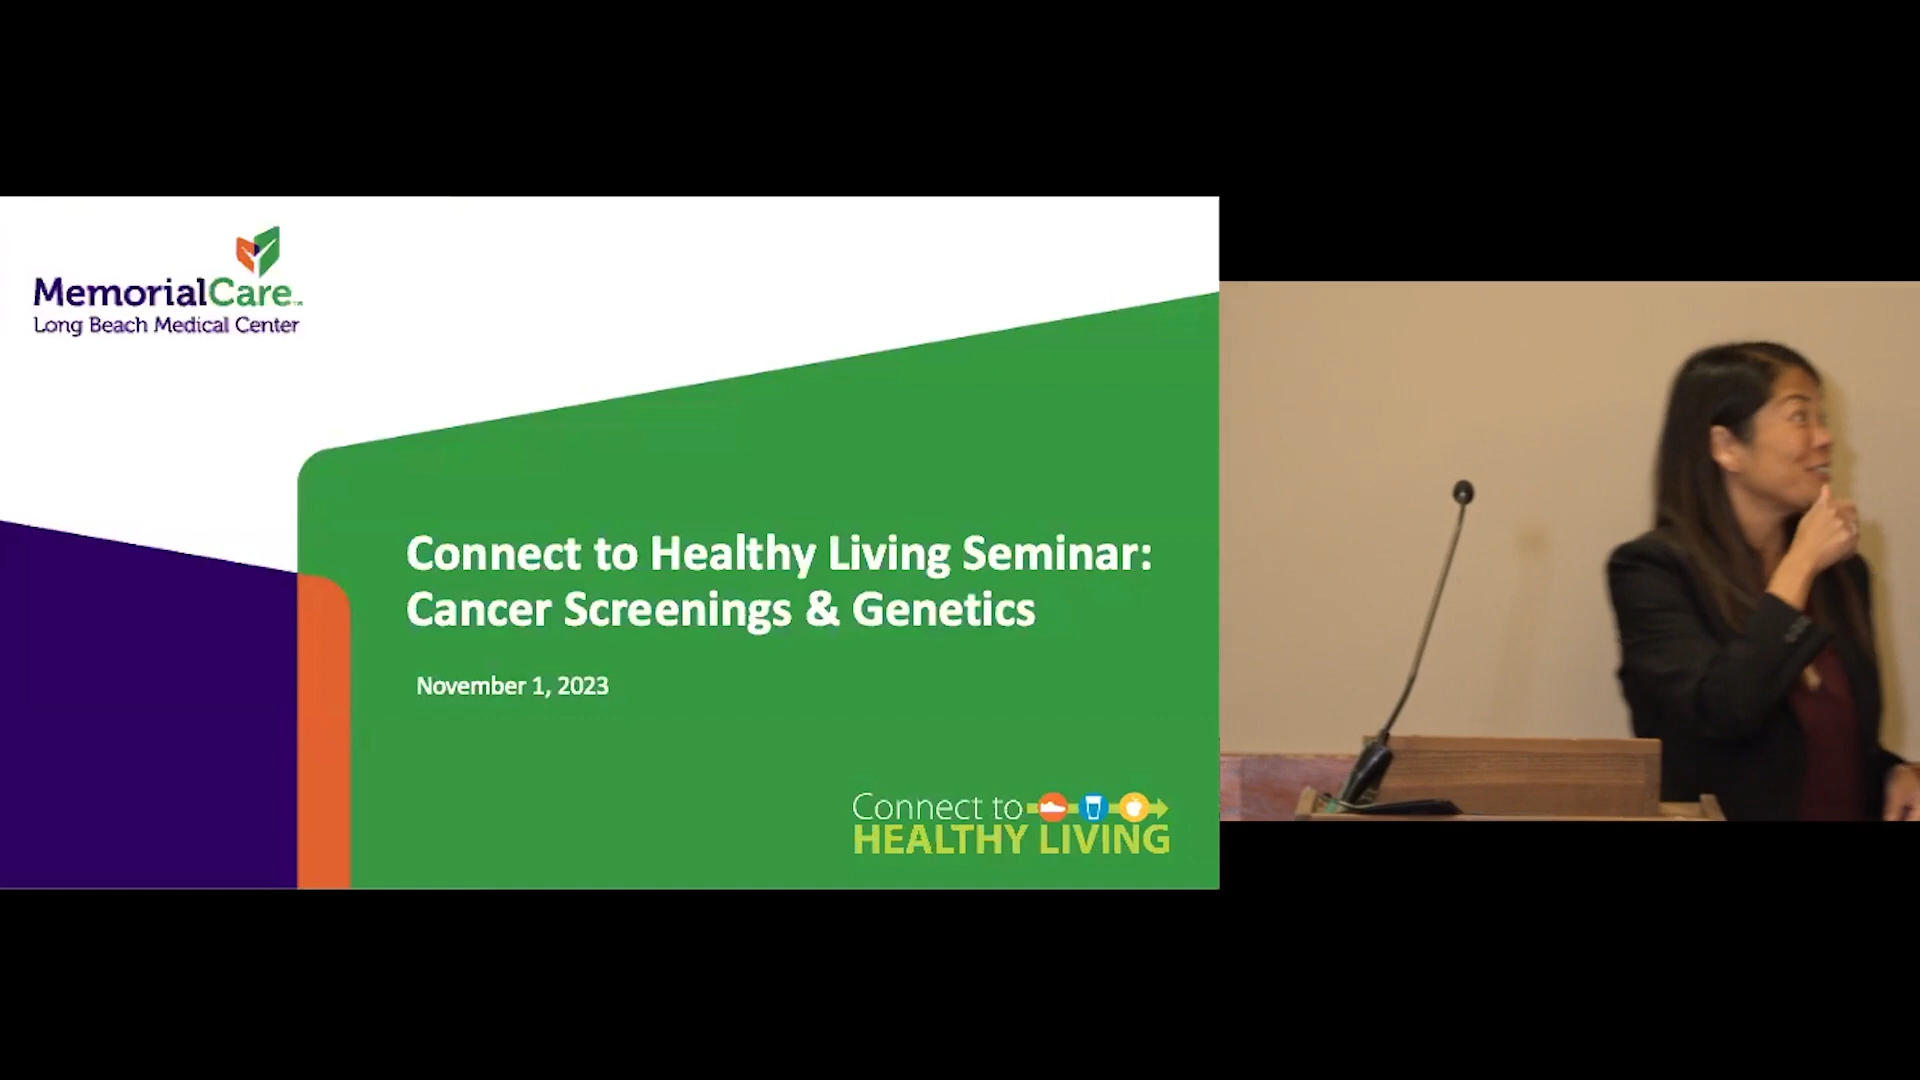 MemorialCare™
Long Beach Medical Center
Connect to Healthy Living Seminar:
Cancer Screenings & Genetics
November 1, 2023
Connect to
HEALTHY LIVING